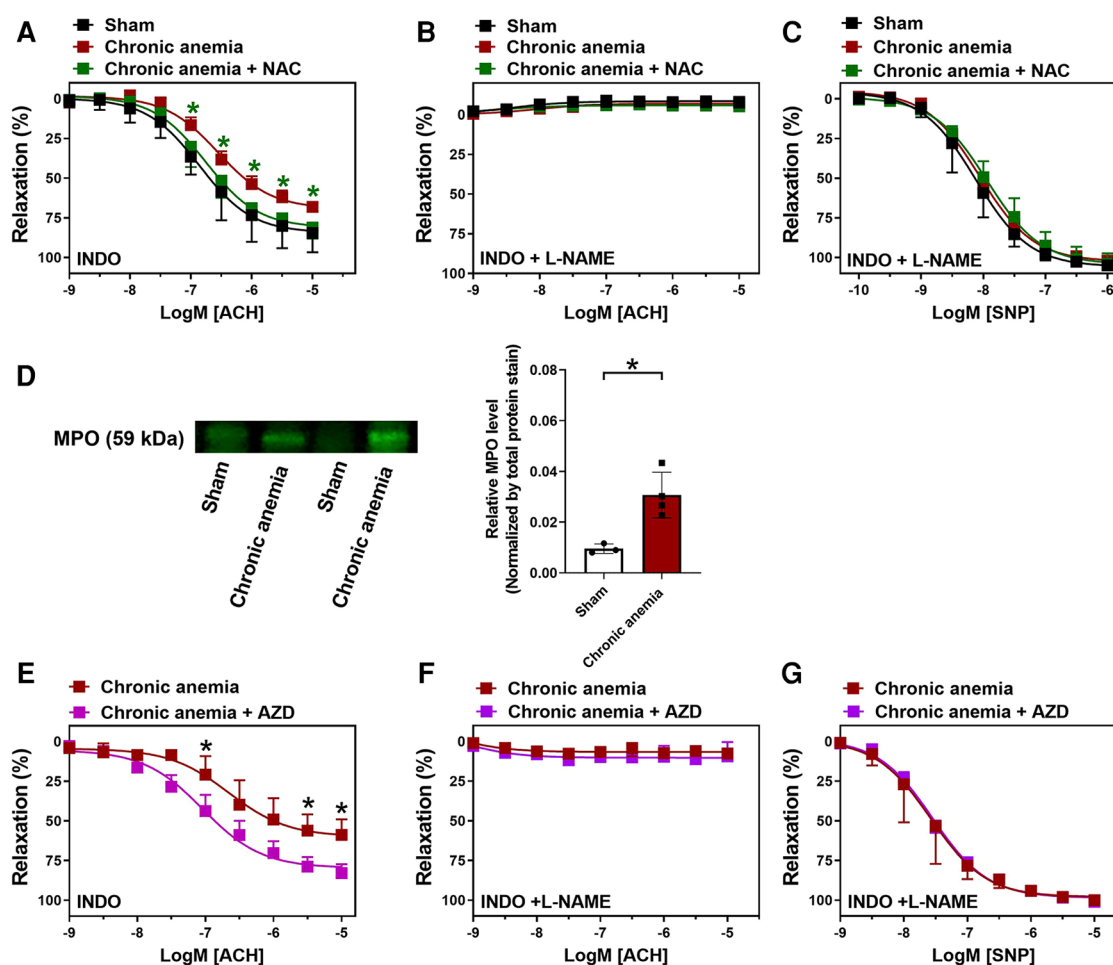 A
Sham
Chronic anemia
Chronic anemia + NAC
Relaxation (%)
0
25
50
75
100
* * * * *
INDO
-9 -8 -7 -6 -5
LogM [ACH]
B
Sham
Chronic anemia
Chronic anemia + NAC
Relaxation (%)
0
25
50
75
100
INDO + L-NAME
-9 -8 -7 -6 -5
LogM [ACH]
C
Sham
Chronic anemia
Chronic anemia + NAC
Relaxation (%)
0
25
50
75
100
INDO + L-NAME
-10 -9 -8 -7 -6
LogM [SNP]
D
MPO (59 kDa)
Sham
Chronic anemia
Sham
Chronic anemia
Relative MPO level
(Normalized by total protein stain)
0.08
0.06
0.04
0.02
0.00
*
Sham
Chronic anemia
E
Chronic anemia
Chronic anemia + AZD
Relaxation (%)
0
25
50
75
100
* * *
INDO
-9 -8 -7 -6 -5
LogM [ACH]
F
Chronic anemia
Chronic anemia + AZD
Relaxation (%)
0
25
50
75
100
INDO +L-NAME
-9 -8 -7 -6 -5
LogM [ACH]
G
Chronic anemia
Chronic anemia + AZD
Relaxation (%)
0
25
50
75
100
INDO +L-NAME
-9 -8 -7 -6 -5
LogM [SNP]